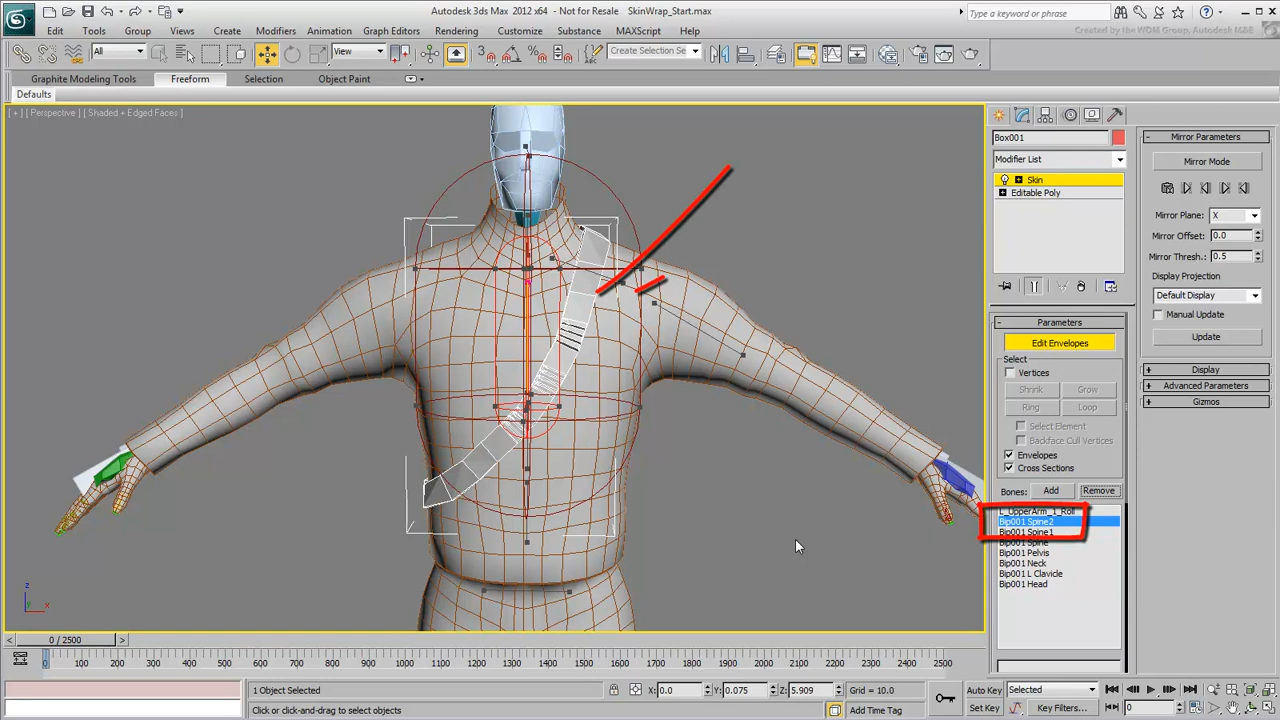 Autodesk 3ds Max 2012 x64 - Not for Resale SkinWrap_Start.max
Type a keyword or phrase
Edit Tools Group Views Create Modifiers Animation Graph Editors Rendering Customize Substance MAXScript Help
Created by the WDM Group, Autodesk M&E
All View Create Selection Se
Graphite Modeling Tools Freeform Selection Object Paint
Defaults
[ + ] [ Perspective ] [ Shaded + Edged Faces ]
Box001
Modifier List
Skin
Editable Poly
Parameters
Edit Envelopes
Select
Vertices
Shrink Grow
Ring Loop
Select Element
Backface Cull Vertices
Envelopes
Cross Sections
Bones: Add Remove
L_UpperArm_1_Roll
Bip001 Spine2
Bip001 Spine1
Bip001 Spine
Bip001 Pelvis
Bip001 Neck
Bip001 L Clavicle
Bip001 Head
Mirror Parameters
Mirror Mode
Mirror Plane: X
Mirror Offset: 0.0
Mirror Thresh.: 0.5
Display Projection
Default Display
Manual Update
Update
Display
Advanced Parameters
Gizmos
z
y x
0 / 2500
0 100 200 300 400 500 600 700 800 900 1000 1100 1200 1300 1400 1500 1600 1700 1800 1900 2000 2100 2200 2300 2400 2500
1 Object Selected X: 0.0 Y: 0.075 Z: 5.909 Grid = 10.0 Auto Key Selected
Click or click-and-drag to select objects Add Time Tag Set Key Key Filters... 0